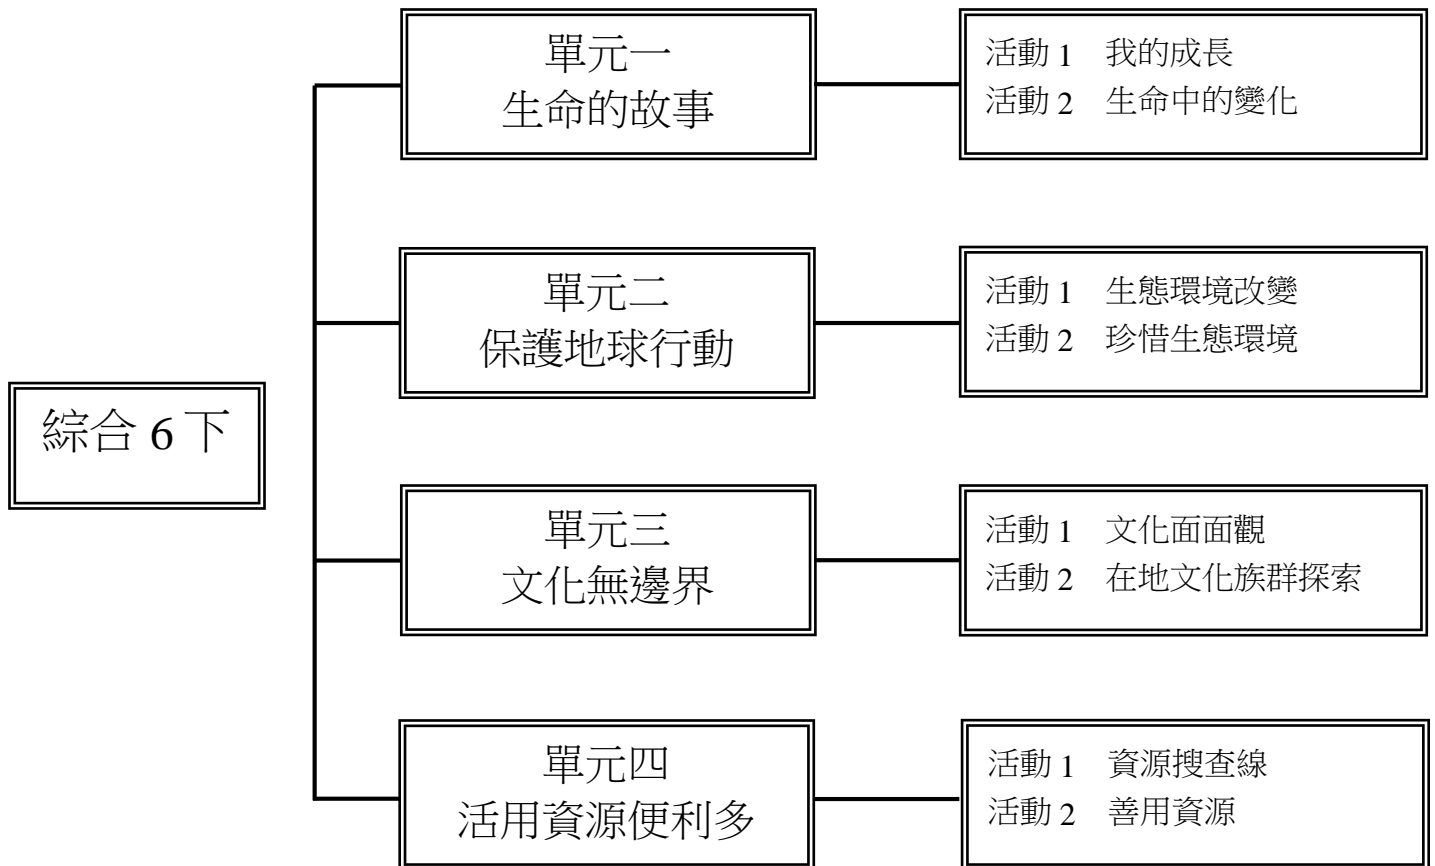 綜合 6 下
單元一
生命的故事
活動 1 我的成長
活動 2 生命中的變化
單元二
保護地球行動
活動 1 生態環境改變
活動 2 珍惜生態環境
單元三
文化無邊界
活動 1 文化面面觀
活動 2 在地文化族群探索
單元四
活用資源便利多
活動 1 資源搜查線
活動 2 善用資源